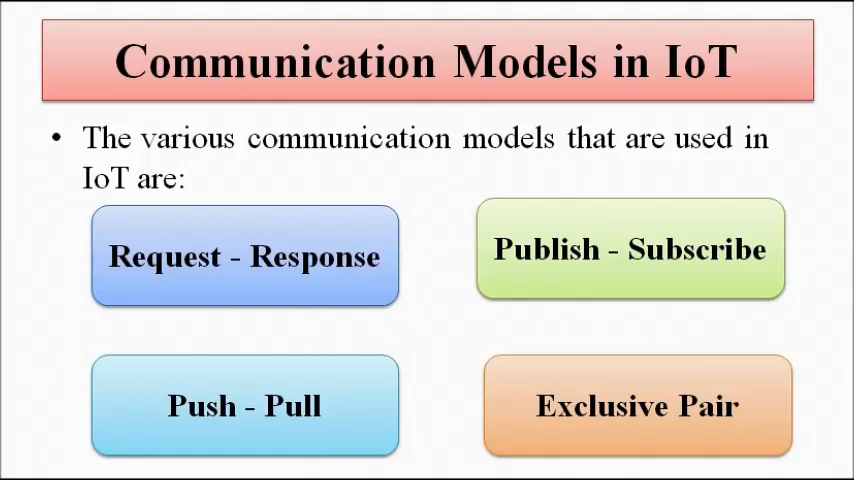 Communication Models in IoT
• The various communication models that are used in
IoT are:
Request - Response
Publish - Subscribe
Push - Pull
Exclusive Pair